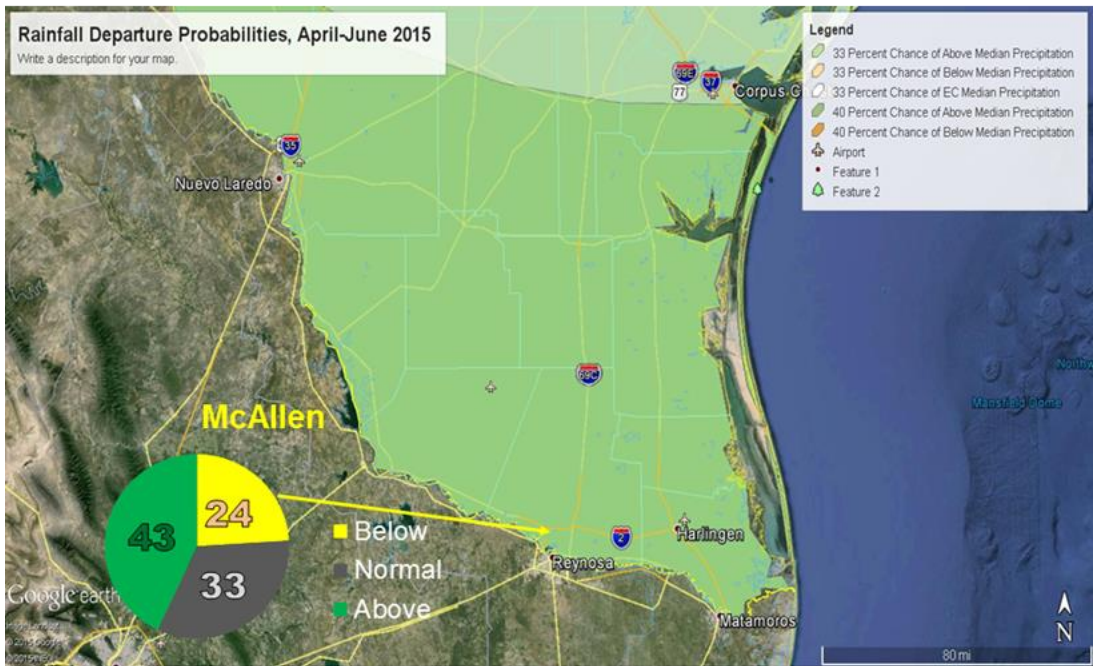 Rainfall Departure Probabilities, April-June 2015
Write a description for your map.
Legend
33 Percent Chance of Above Median Precipitation
33 Percent Chance of Below Median Precipitation
33 Percent Chance of EC Median Precipitation
40 Percent Chance of Above Median Precipitation
40 Percent Chance of Below Median Precipitation
Airport
Feature 1
Feature 2
69E
37
77
Corpus
35
Nuevo Laredo
69C
Mansfield Dome
McAllen
24
43
33
Below
Normal
Above
2
Harlingen
Reynosa
Matamoros
Google earth
N
80 mi